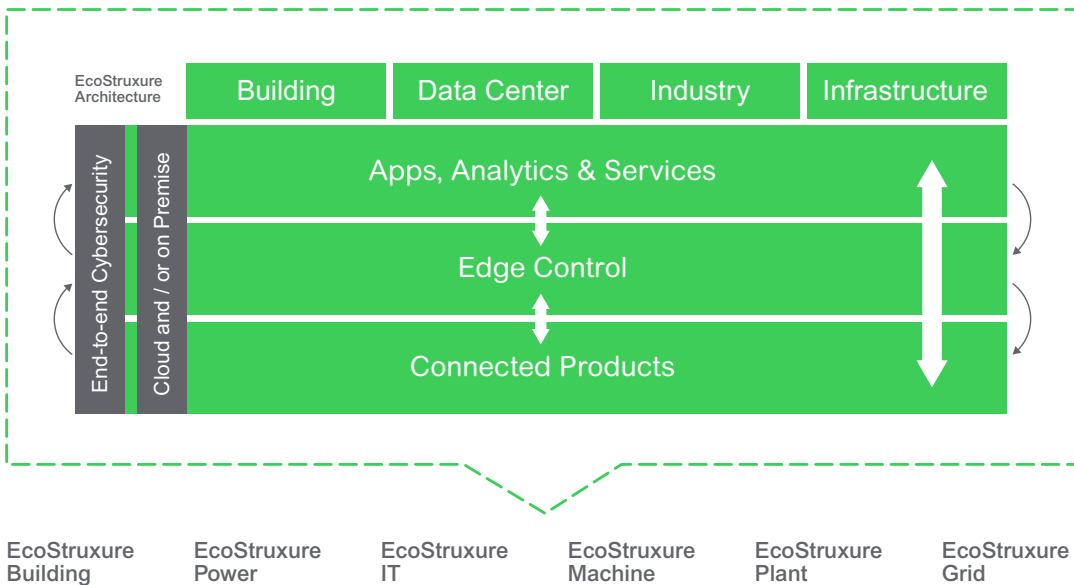 EcoStruxure
Architecture
Building
Data Center
Industry
Infrastructure
End-to-end Cybersecurity
Cloud and / or on Premise
Apps, Analytics & Services
Edge Control
Connected Products
EcoStruxure
Building
EcoStruxure
Power
EcoStruxure
IT
EcoStruxure
Machine
EcoStruxure
Plant
EcoStruxure
Grid